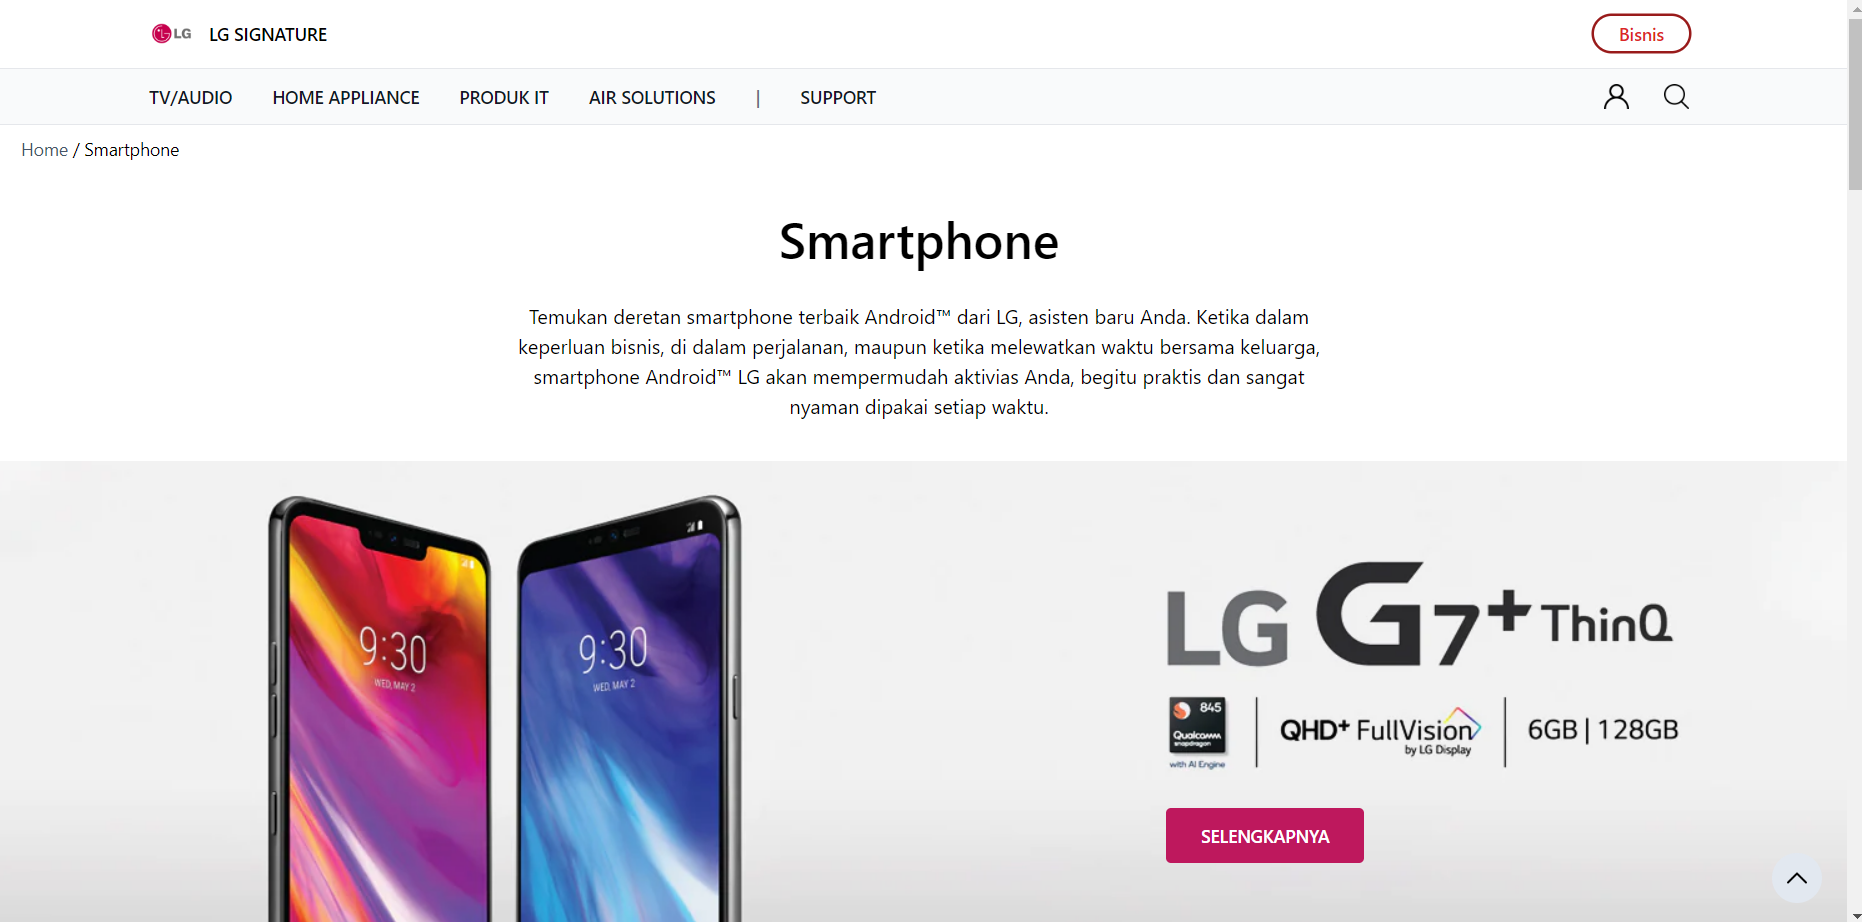 LG LG SIGNATURE Bisnis
TV/AUDIO HOME APPLIANCE PRODUK IT AIR SOLUTIONS | SUPPORT
Home / Smartphone
Smartphone
Temukan deretan smartphone terbaik Android™ dari LG, asisten baru Anda. Ketika dalam
keperluan bisnis, di dalam perjalanan, maupun ketika melewatkan waktu bersama keluarga,
smartphone Android™ LG akan mempermudah aktivias Anda, begitu praktis dan sangat
nyaman dipakai setiap waktu.
9:30
WED, MAY 2
9:30
WED, MAY 2
LG G7+ ThinQ
845
Qualcomm
snapdragon
with AI Engine
QHD+ FullVision
by LG Display
6GB | 128GB
SELENGKAPNYA